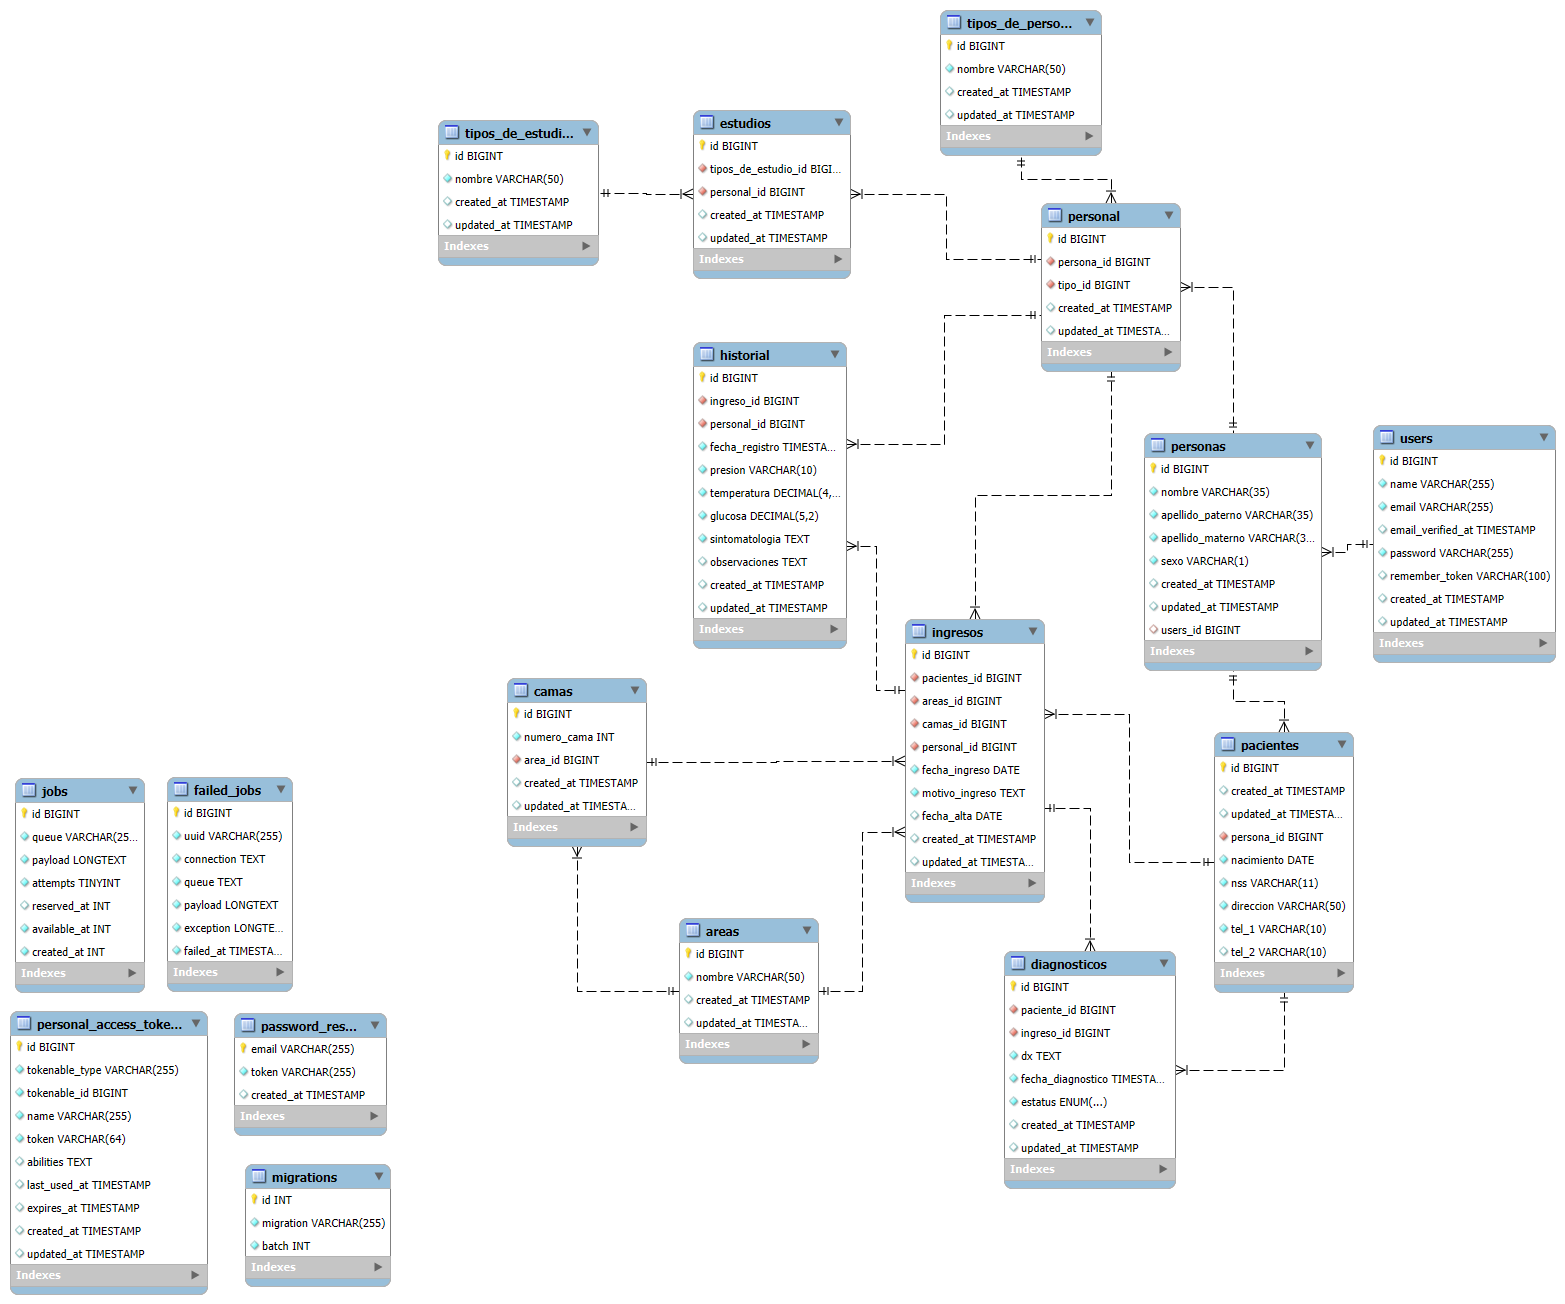 tipos_de_perso...
id BIGINT
nombre VARCHAR(50)
created_at TIMESTAMP
updated_at TIMESTAMP
Indexes
tipos_de_estudi...
id BIGINT
nombre VARCHAR(50)
created_at TIMESTAMP
updated_at TIMESTAMP
Indexes
estudios
id BIGINT
tipos_de_estudio_id BIGI...
personal_id BIGINT
created_at TIMESTAMP
updated_at TIMESTAMP
Indexes
personal
id BIGINT
persona_id BIGINT
tipo_id BIGINT
created_at TIMESTAMP
updated_at TIMESTA...
Indexes
historial
id BIGINT
ingreso_id BIGINT
personal_id BIGINT
fecha_registro TIMESTA...
presion VARCHAR(10)
temperatura DECIMAL(4,...
glucosa DECIMAL(5,2)
sintomatologia TEXT
observaciones TEXT
created_at TIMESTAMP
updated_at TIMESTAMP
Indexes
personas
id BIGINT
nombre VARCHAR(35)
apellido_paterno VARCHAR(35)
apellido_materno VARCHAR(3...
sexo VARCHAR(1)
created_at TIMESTAMP
updated_at TIMESTAMP
users_id BIGINT
Indexes
users
id BIGINT
name VARCHAR(255)
email VARCHAR(255)
email_verified_at TIMESTAMP
password VARCHAR(255)
remember_token VARCHAR(100)
created_at TIMESTAMP
updated_at TIMESTAMP
Indexes
ingresos
id BIGINT
pacientes_id BIGINT
areas_id BIGINT
camas_id BIGINT
personal_id BIGINT
fecha_ingreso DATE
motivo_ingreso TEXT
fecha_alta DATE
created_at TIMESTAMP
updated_at TIMESTA...
Indexes
camas
id BIGINT
numero_cama INT
area_id BIGINT
created_at TIMESTAMP
updated_at TIMESTA...
Indexes
pacientes
id BIGINT
created_at TIMESTAMP
updated_at TIMESTA...
persona_id BIGINT
nacimiento DATE
nss VARCHAR(11)
direccion VARCHAR(50)
tel_1 VARCHAR(10)
tel_2 VARCHAR(10)
Indexes
jobs
id BIGINT
queue VARCHAR(25...
payload LONGTEXT
attempts TINYINT
reserved_at INT
available_at INT
created_at INT
Indexes
failed_jobs
id BIGINT
uuid VARCHAR(255)
connection TEXT
queue TEXT
payload LONGTEXT
exception LONGTE...
failed_at TIMESTA...
Indexes
areas
id BIGINT
nombre VARCHAR(50)
created_at TIMESTAMP
updated_at TIMESTA...
Indexes
diagnosticos
id BIGINT
paciente_id BIGINT
ingreso_id BIGINT
dx TEXT
fecha_diagnostico TIMESTA...
estatus ENUM(...)
created_at TIMESTAMP
updated_at TIMESTAMP
Indexes
personal_access_toke...
id BIGINT
tokenable_type VARCHAR(255)
tokenable_id BIGINT
name VARCHAR(255)
token VARCHAR(64)
abilities TEXT
last_used_at TIMESTAMP
expires_at TIMESTAMP
created_at TIMESTAMP
updated_at TIMESTAMP
Indexes
password_res...
email VARCHAR(255)
token VARCHAR(255)
created_at TIMESTAMP
Indexes
migrations
id INT
migration VARCHAR(255)
batch INT
Indexes